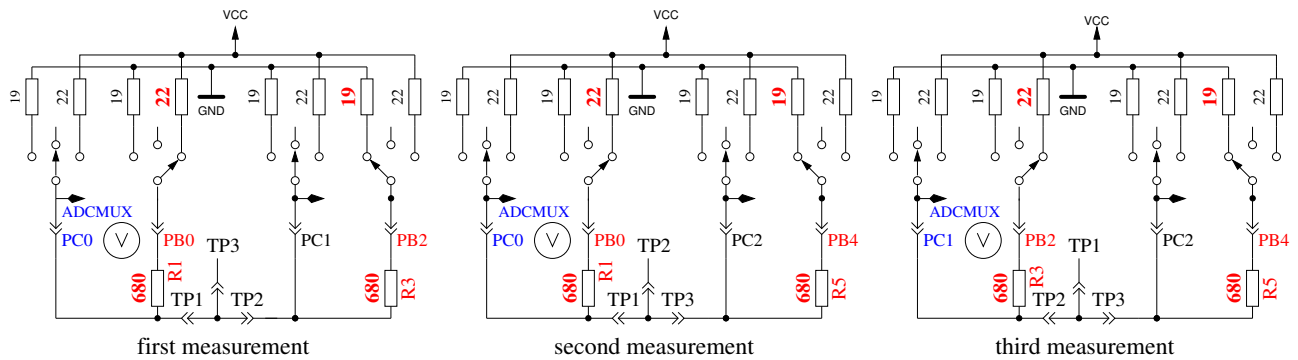 VCC VCC VCC
19 22 19 22 GND 19 22 19 22
19 22 19 22 GND 19 22 19 22
19 22 19 22 GND 19 22 19 22
ADCMUX ADCMUX ADCMUX
PC0 V PB0 TP3 PC1 PB2
PC0 V PB0 TP2 PC2 PB4
PC1 V PB2 TP1 PC2 PB4
680 R1 TP1 TP2 680 R3
680 R1 TP1 TP3 680 R5
680 R3 TP2 TP3 680 R5
first measurement second measurement third measurement